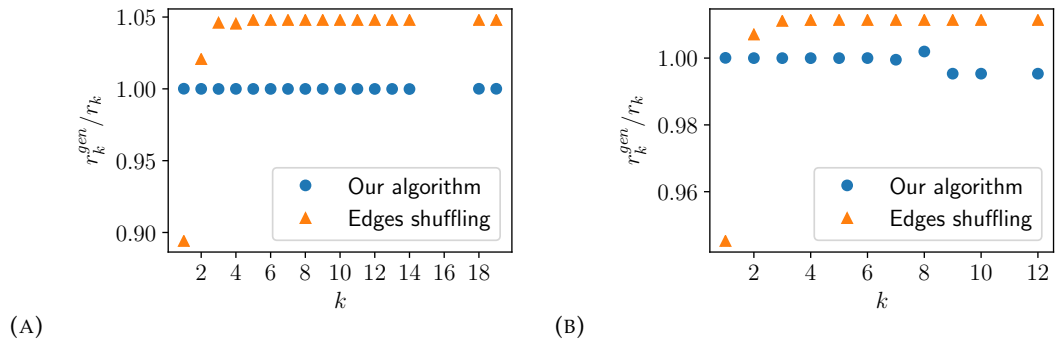 1.05
1.00
0.95
0.90
r_k^{gen}/r_k
Our algorithm
Edges shuffling
2 4 6 8 10 12 14 16 18
k
(A)
1.00
0.98
0.96
r_k^{gen}/r_k
Our algorithm
Edges shuffling
2 4 6 8 10 12
k
(B)